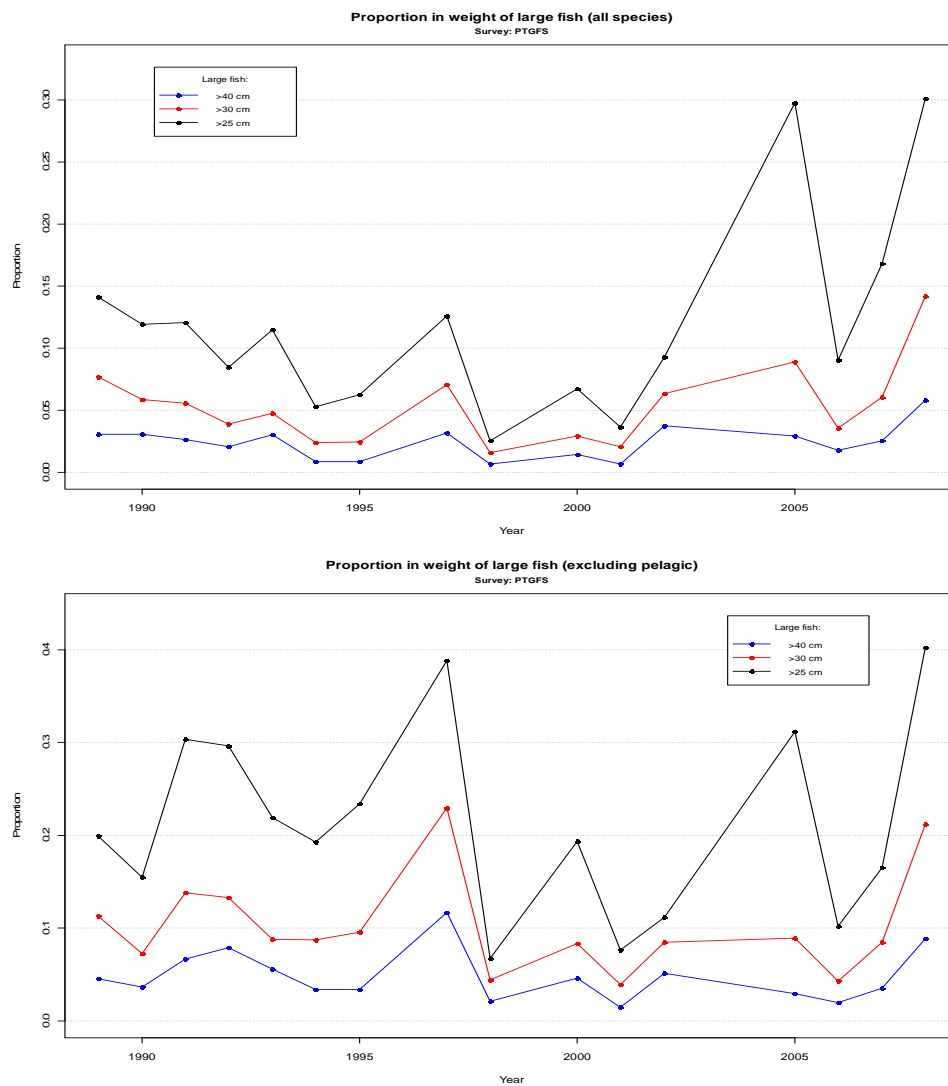 Proportion in weight of large fish (all species)
Survey: PTGFS
Large fish:
>40 cm
>30 cm
>25 cm
0.30
0.25
0.20
0.15
0.10
0.05
0.00
Proportion
1990 1995 2000 2005
Year
Proportion in weight of large fish (excluding pelagic)
Survey: PTGFS
Large fish:
>40 cm
>30 cm
>25 cm
0.4
0.3
0.2
0.1
0.0
Proportion
1990 1995 2000 2005
Year